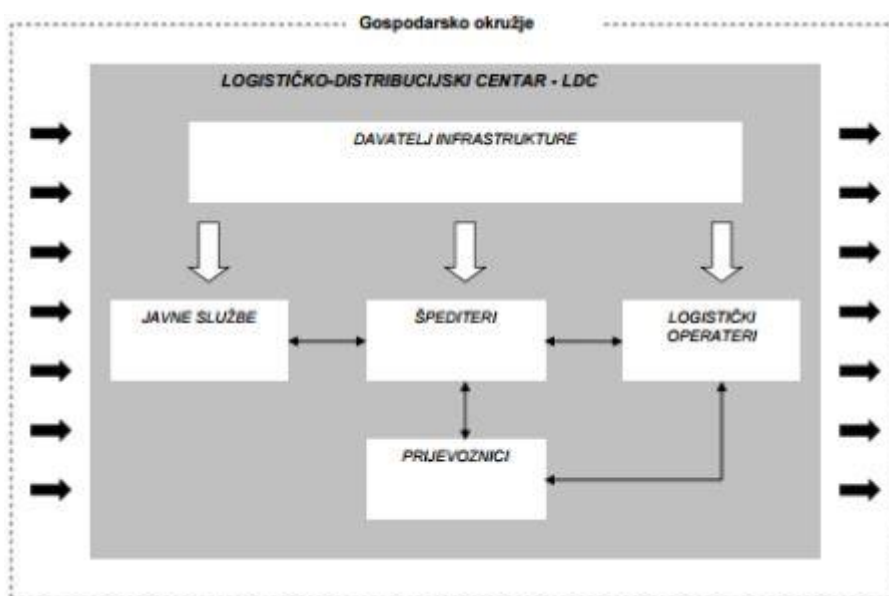 Gospodarsko okružje
LOGISTIČKO-DISTRIBUCIJSKI CENTAR - LDC
DAVATELJ INFRASTRUKTURE
JAVNE SLUŽBE
ŠPEDITERI
LOGISTIČKI
OPERATERI
PRIJEVOZNICI